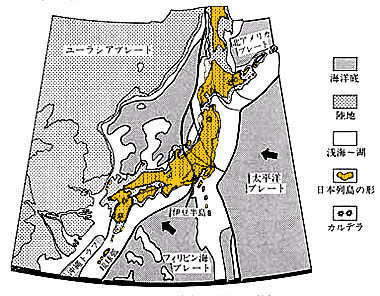 ユーラシアプレート
北アメリカ
プレート
太平洋
プレート
伊豆半島
フィリピン海
プレート
沖縄トラフ
海洋底
陸地
浅海～湖
日本列島の形
カルデラ